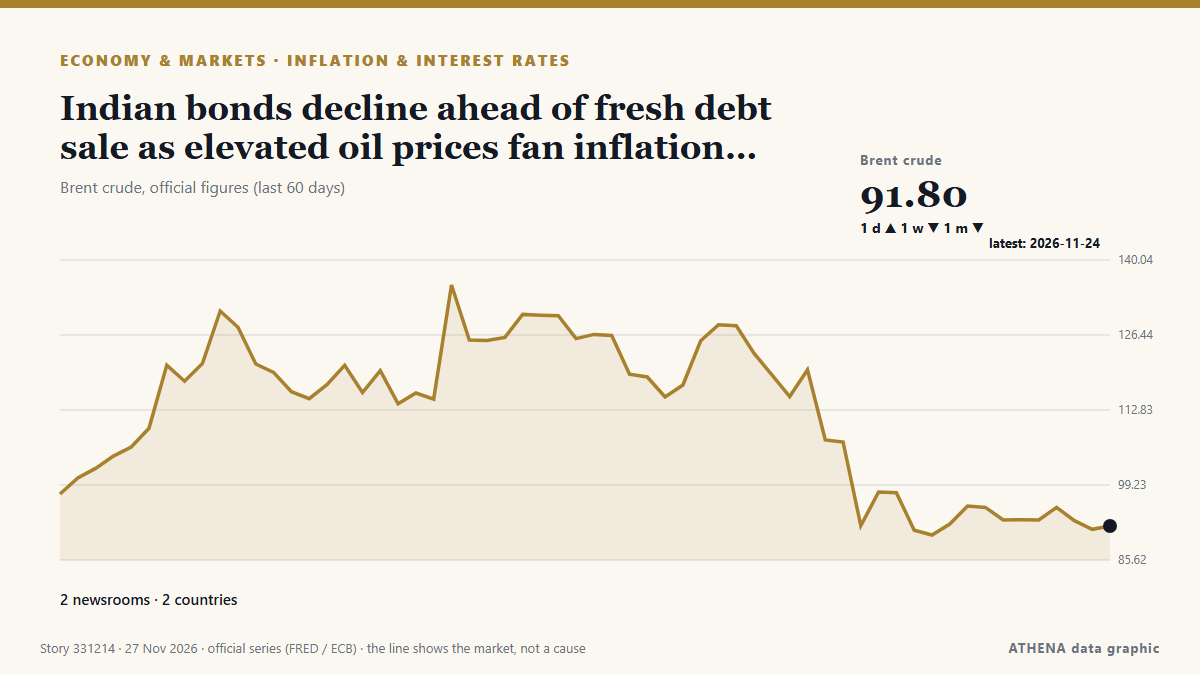 ECONOMY & MARKETS · INFLATION & INTEREST RATES
Indian bonds decline ahead of fresh debt
sale as elevated oil prices fan inflation...
Brent crude, official figures (last 60 days)
Brent crude
91.80
1 d ▲ 1 w ▼ 1 m ▼
latest: 2026-11-24
140.04
126.44
112.83
99.23
85.62
2 newsrooms · 2 countries
Story 331214 · 27 Nov 2026 · official series (FRED / ECB) · the line shows the market, not a cause
ATHENA data graphic